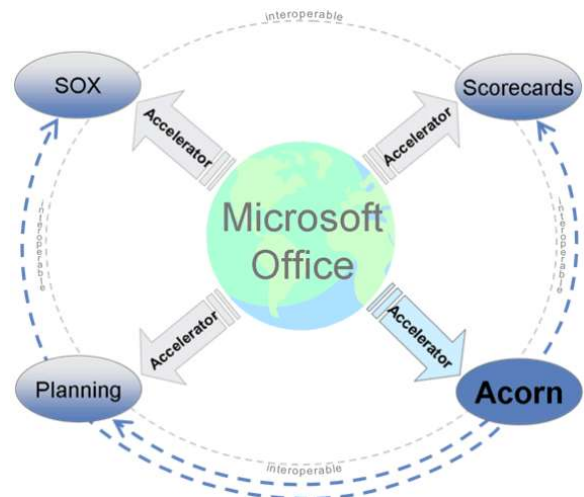 interoperable
SOX
Scorecards
Accelerator
Accelerator
Microsoft
Office
interoperable
interoperable
Accelerator
Accelerator
Planning
Acorn
interoperable